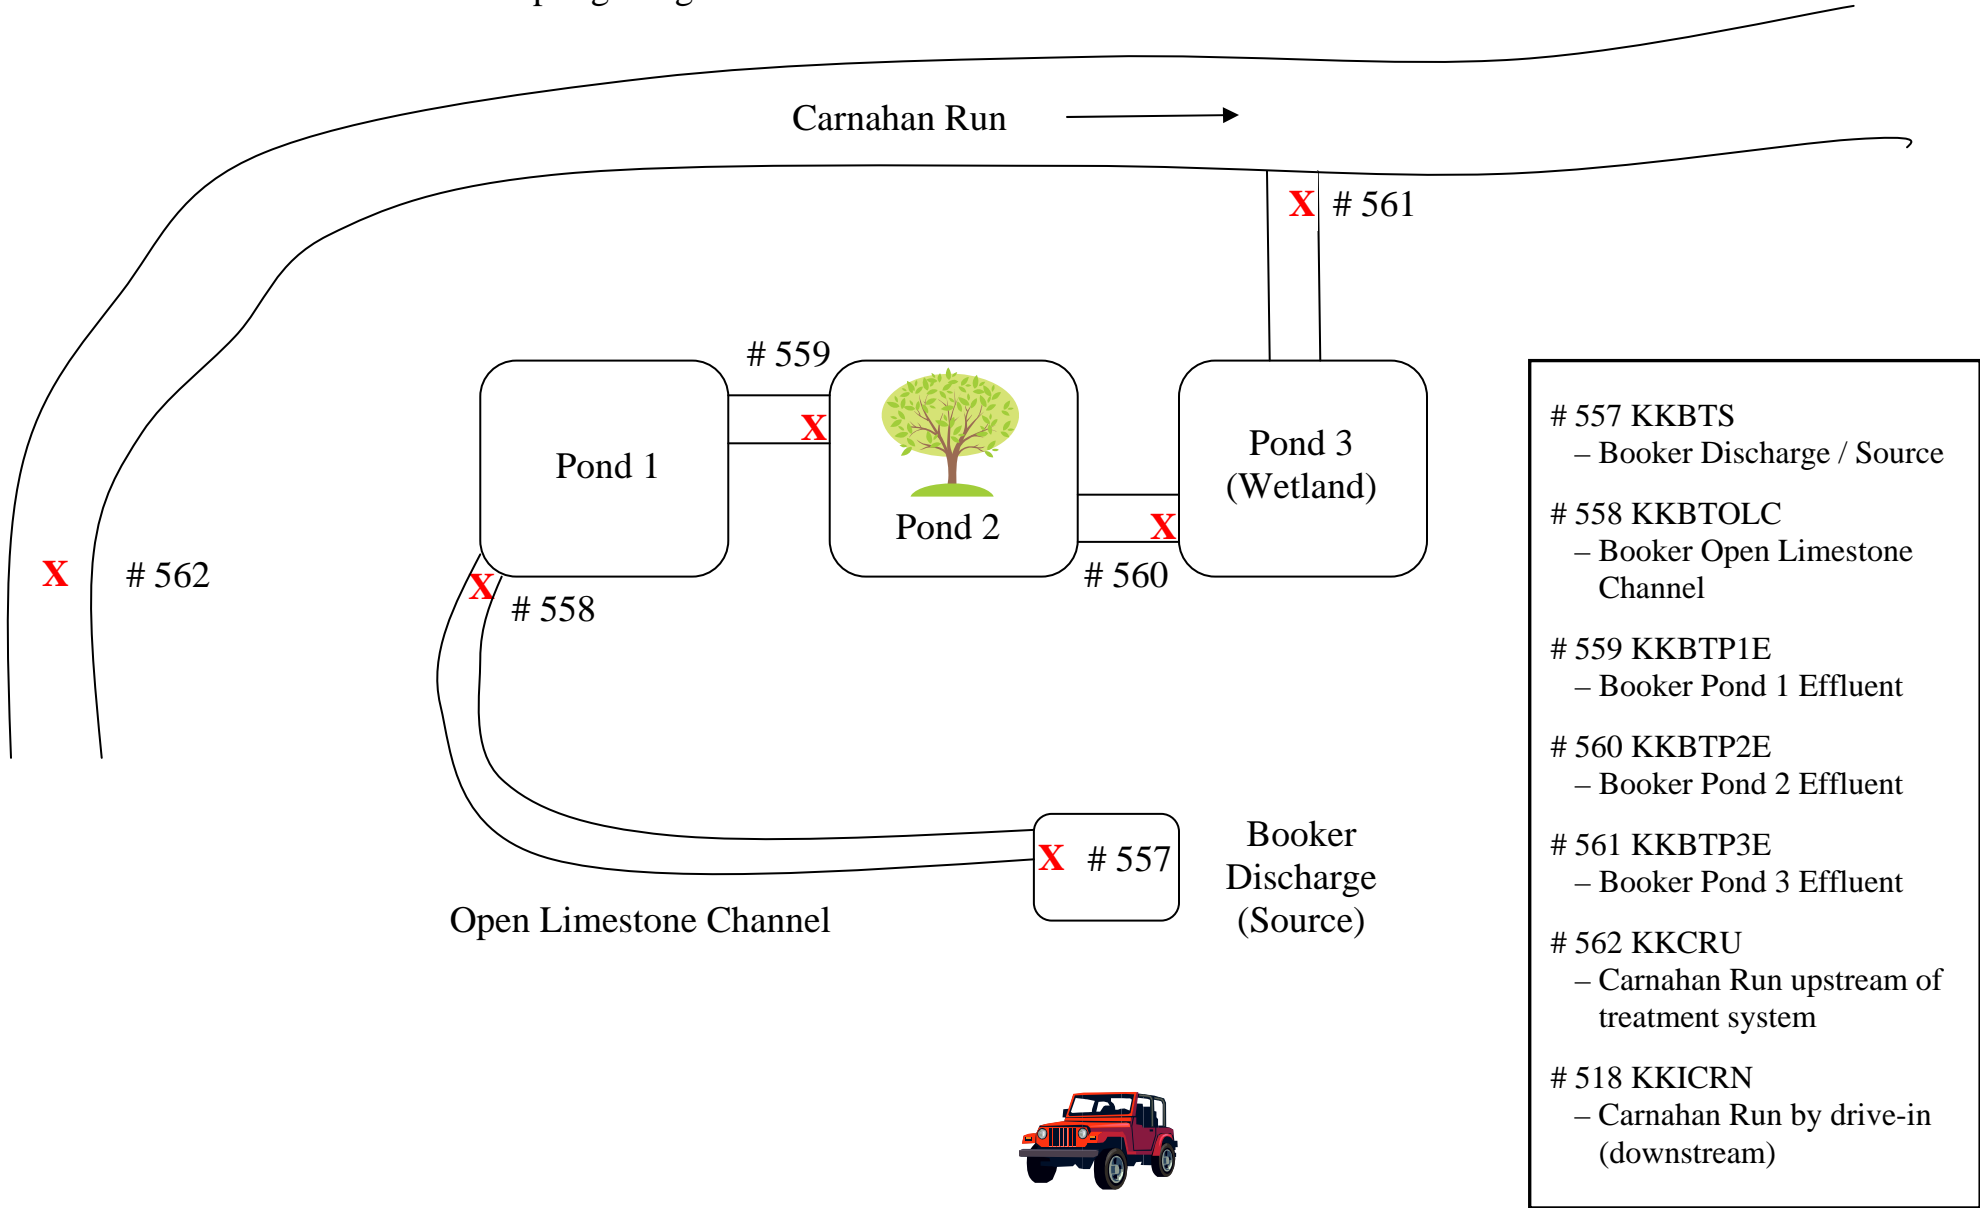 Carnahan Run
X # 561
# 559
X
Pond 1
Pond 2
Pond 3
(Wetland)
X
# 560
X # 562
X
# 558
X # 557
Booker
Discharge
(Source)
Open Limestone Channel
# 557 KKBTS
– Booker Discharge / Source
# 558 KKBTOLC
– Booker Open Limestone
Channel
# 559 KKBTP1E
– Booker Pond 1 Effluent
# 560 KKBTP2E
– Booker Pond 2 Effluent
# 561 KKBTP3E
– Booker Pond 3 Effluent
# 562 KKCRU
– Carnahan Run upstream of
treatment system
# 518 KKICRN
– Carnahan Run by drive-in
(downstream)